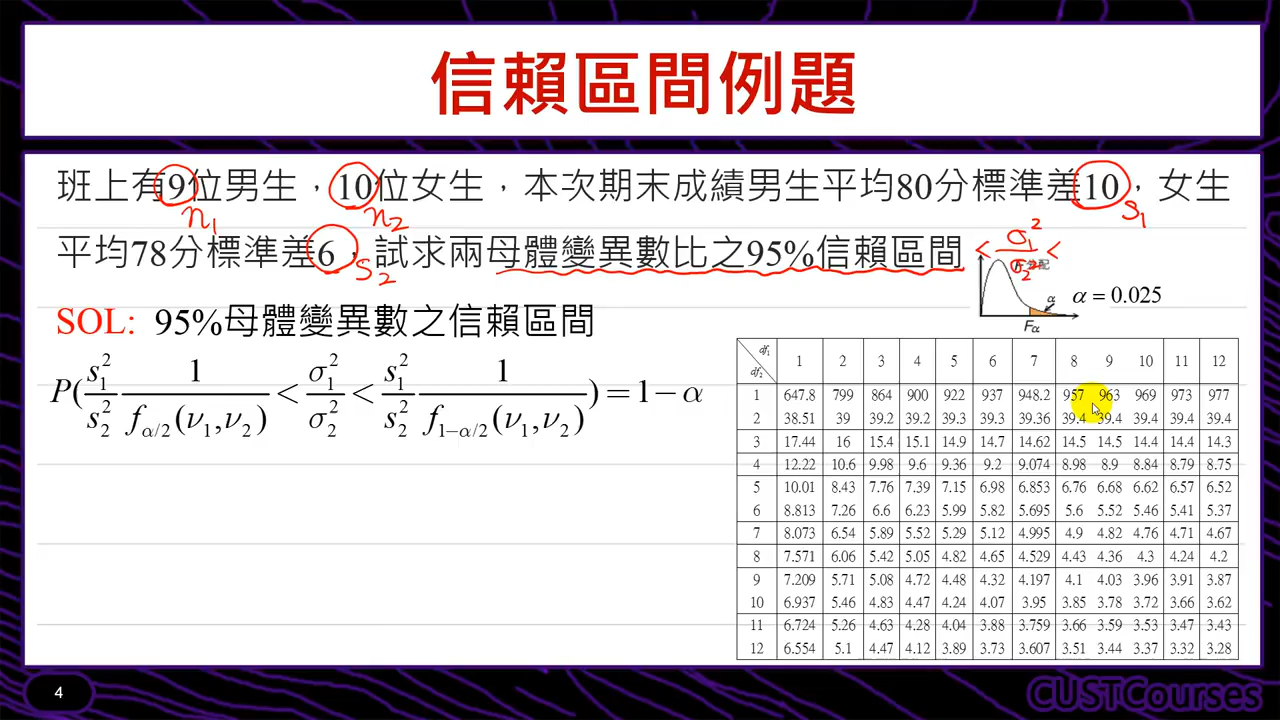 信賴區間例題
班上有9位男生，10位女生，本次期末成績男生平均80分標準差10，女生
n₁ n₂ s₁
平均78分標準差6，試求兩母體變異數比之95%信賴區間
s₂ < σ₁²/σ₂² <
SOL: 95%母體變異數之信賴區間
α = 0.025
α
Fα
P(s₁²/s₂² 1/f_{α/2}(ν₁,ν₂) < σ₁²/σ₂² < s₁²/s₂² 1/f_{1−α/2}(ν₁,ν₂)) = 1−α
df₁
df₂ 1 2 3 4 5 6 7 8 9 10 11 12
1 647.8 799 864 900 922 937 948.2 957 963 969 973 977
2 38.51 39 39.2 39.2 39.3 39.3 39.36 39.4 39.4 39.4 39.4 39.4
3 17.44 16 15.4 15.1 14.9 14.7 14.62 14.5 14.5 14.4 14.4 14.3
4 12.22 10.6 9.98 9.6 9.36 9.2 9.074 8.98 8.9 8.84 8.79 8.75
5 10.01 8.43 7.76 7.39 7.15 6.98 6.853 6.76 6.68 6.62 6.57 6.52
6 8.813 7.26 6.6 6.23 5.99 5.82 5.695 5.6 5.52 5.46 5.41 5.37
7 8.073 6.54 5.89 5.52 5.29 5.12 4.995 4.9 4.82 4.76 4.71 4.67
8 7.571 6.06 5.42 5.05 4.82 4.65 4.529 4.43 4.36 4.3 4.24 4.2
9 7.209 5.71 5.08 4.72 4.48 4.32 4.197 4.1 4.03 3.96 3.91 3.87
10 6.937 5.46 4.83 4.47 4.24 4.07 3.95 3.85 3.78 3.72 3.66 3.62
11 6.724 5.26 4.63 4.28 4.04 3.88 3.759 3.66 3.59 3.53 3.47 3.43
12 6.554 5.1 4.47 4.12 3.89 3.73 3.607 3.51 3.44 3.37 3.32 3.28
4
CUSTCourses